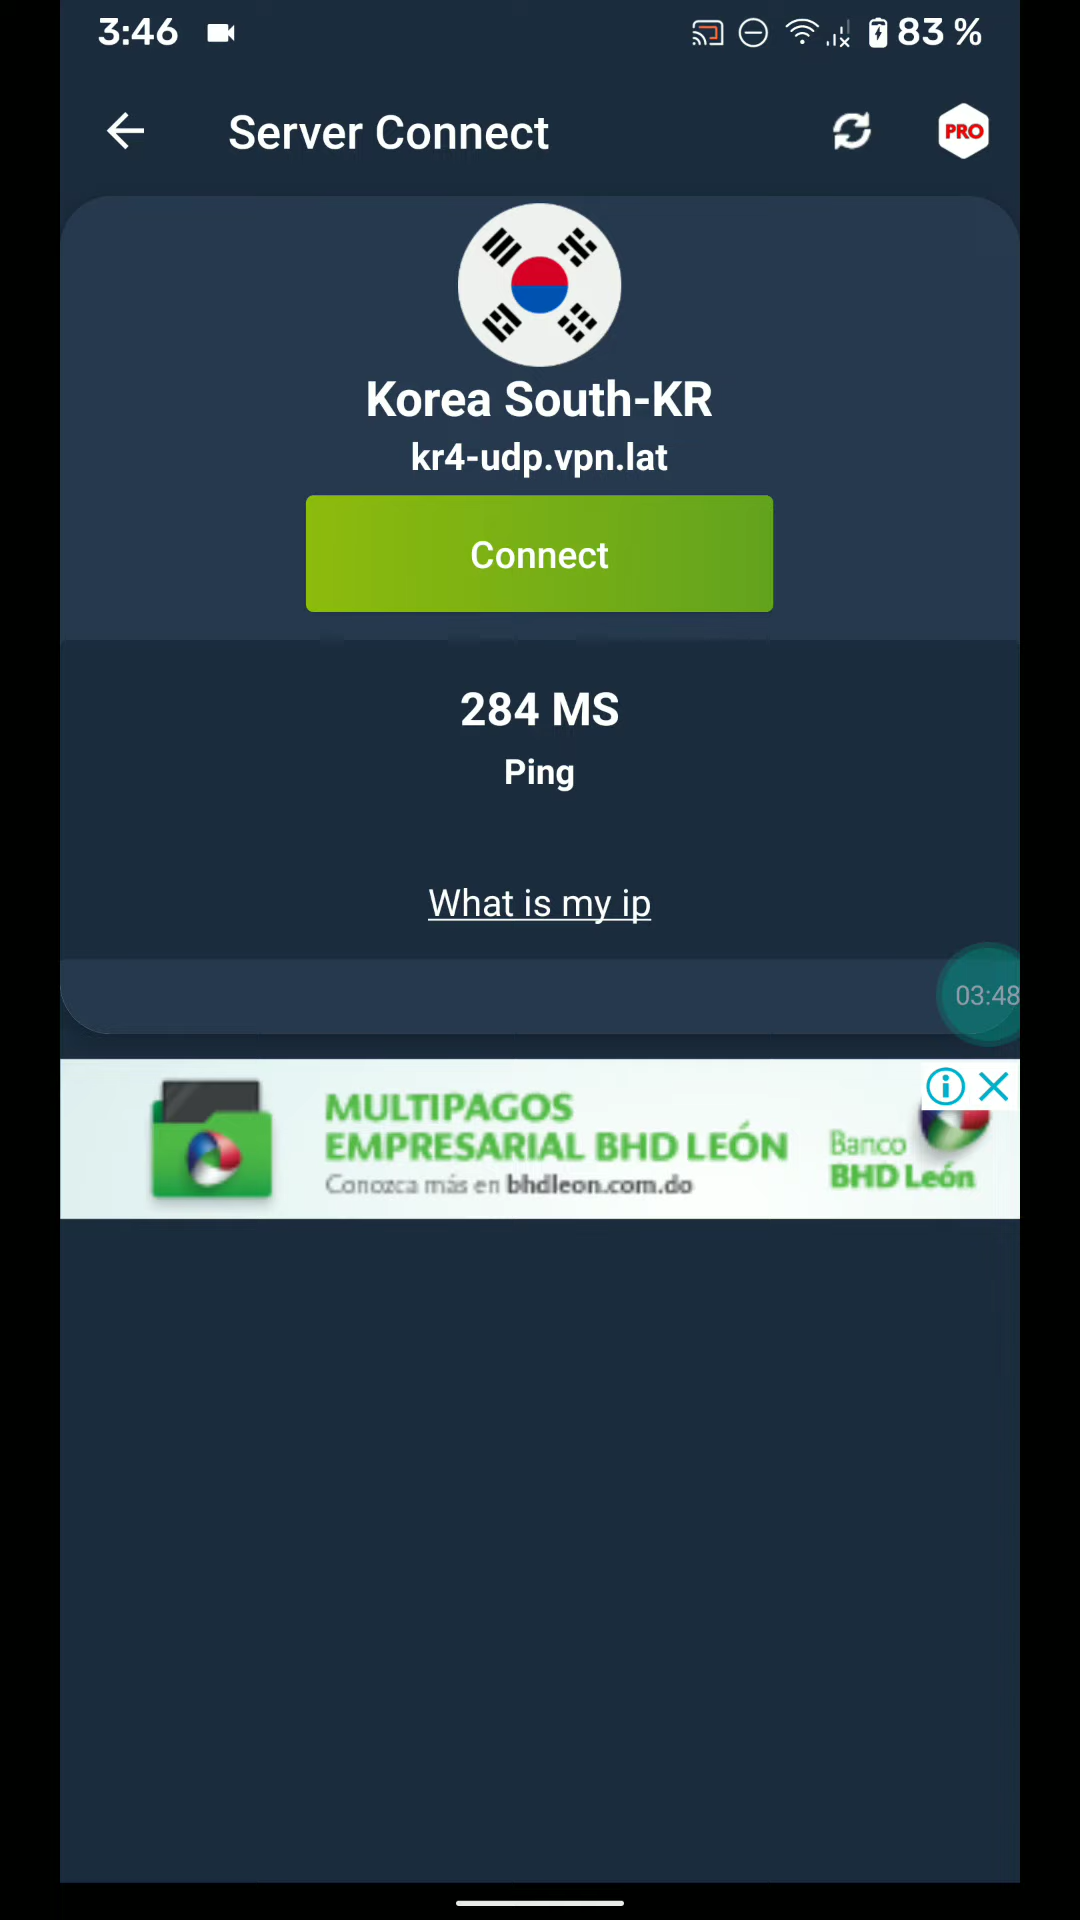 3:46
83 %
Server Connect
PRO
Korea South-KR
kr4-udp.vpn.lat
Connect
284 MS
Ping
What is my ip
03:48
MULTIPAGOS
EMPRESARIAL BHD LEÓN
Conozca más en bhdleon.com.do
Banco
BHD León